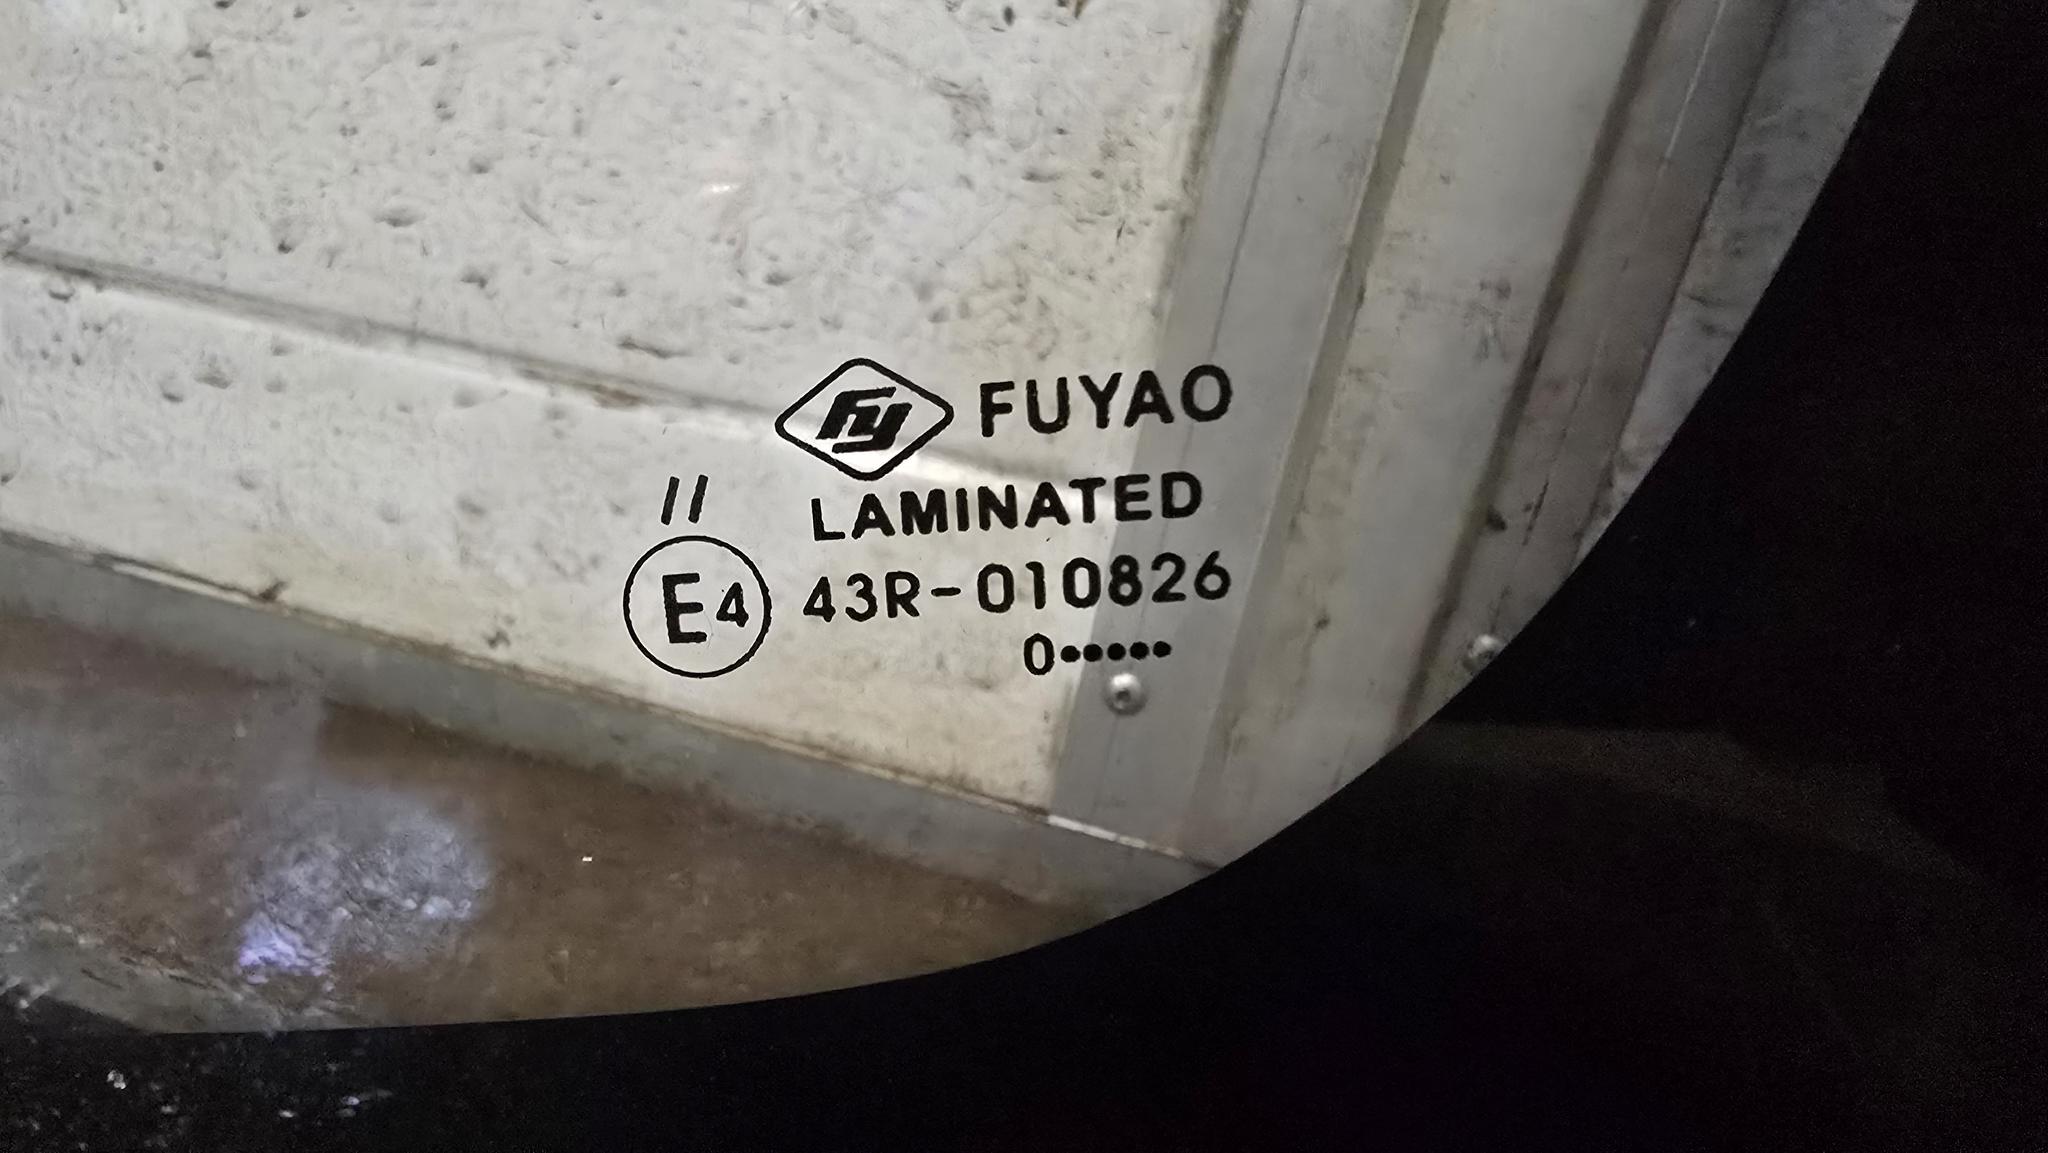 fy FUYAO
LAMINATED
II
E4 43R-010826
0•••••